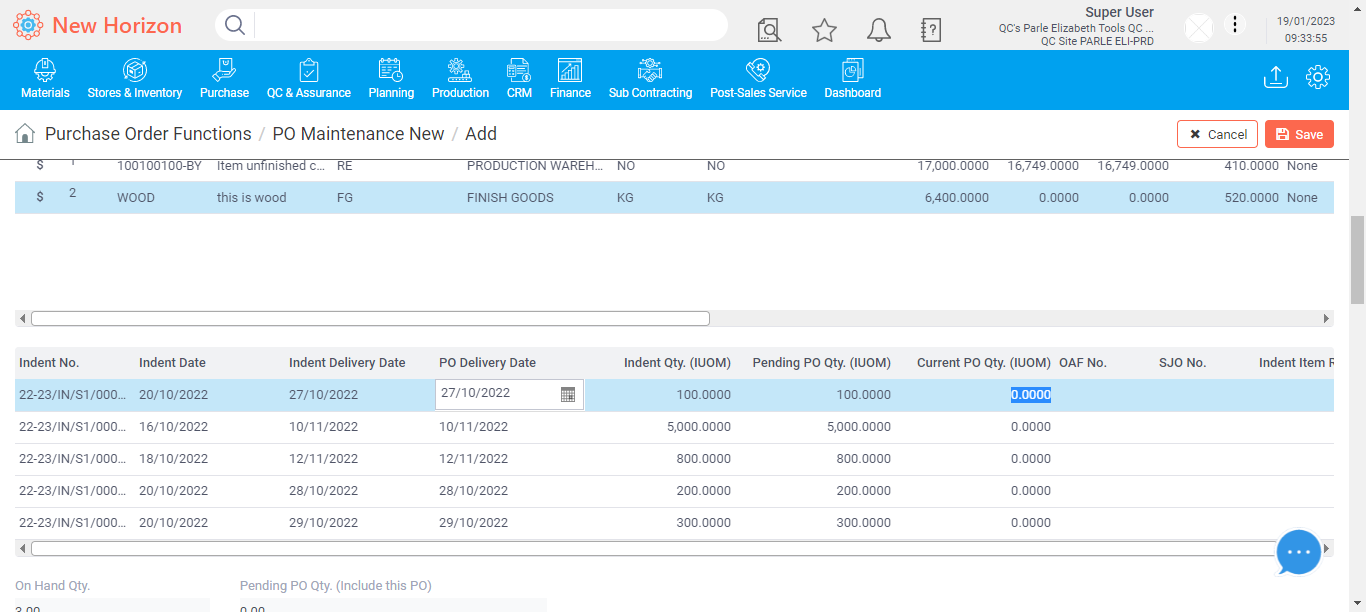 New Horizon
Super User
QC's Parle Elizabeth Tools QC ...
QC Site PARLE ELI-PRD
19/01/2023
09:33:55
Materials Stores & Inventory Purchase QC & Assurance Planning Production CRM Finance Sub Contracting Post-Sales Service Dashboard
Purchase Order Functions / PO Maintenance New / Add
Cancel Save
$ 1 100100100-BY Item unfinished c... RE PRODUCTION WAREH... NO NO 17,000.0000 16,749.0000 16,749.0000 410.0000 None
$ 2 WOOD this is wood FG FINISH GOODS KG KG 6,400.0000 0.0000 0.0000 520.0000 None
Indent No. Indent Date Indent Delivery Date PO Delivery Date Indent Qty. (IUOM) Pending PO Qty. (IUOM) Current PO Qty. (IUOM) OAF No. SJO No. Indent Item R
22-23/IN/S1/000... 20/10/2022 27/10/2022 27/10/2022 100.0000 100.0000 0.0000
22-23/IN/S1/000... 16/10/2022 10/11/2022 10/11/2022 5,000.0000 5,000.0000 0.0000
22-23/IN/S1/000... 18/10/2022 12/11/2022 12/11/2022 800.0000 800.0000 0.0000
22-23/IN/S1/000... 20/10/2022 28/10/2022 28/10/2022 200.0000 200.0000 0.0000
22-23/IN/S1/000... 20/10/2022 29/10/2022 29/10/2022 300.0000 300.0000 0.0000
On Hand Qty. Pending PO Qty. (Include this PO)
3.00 0.00